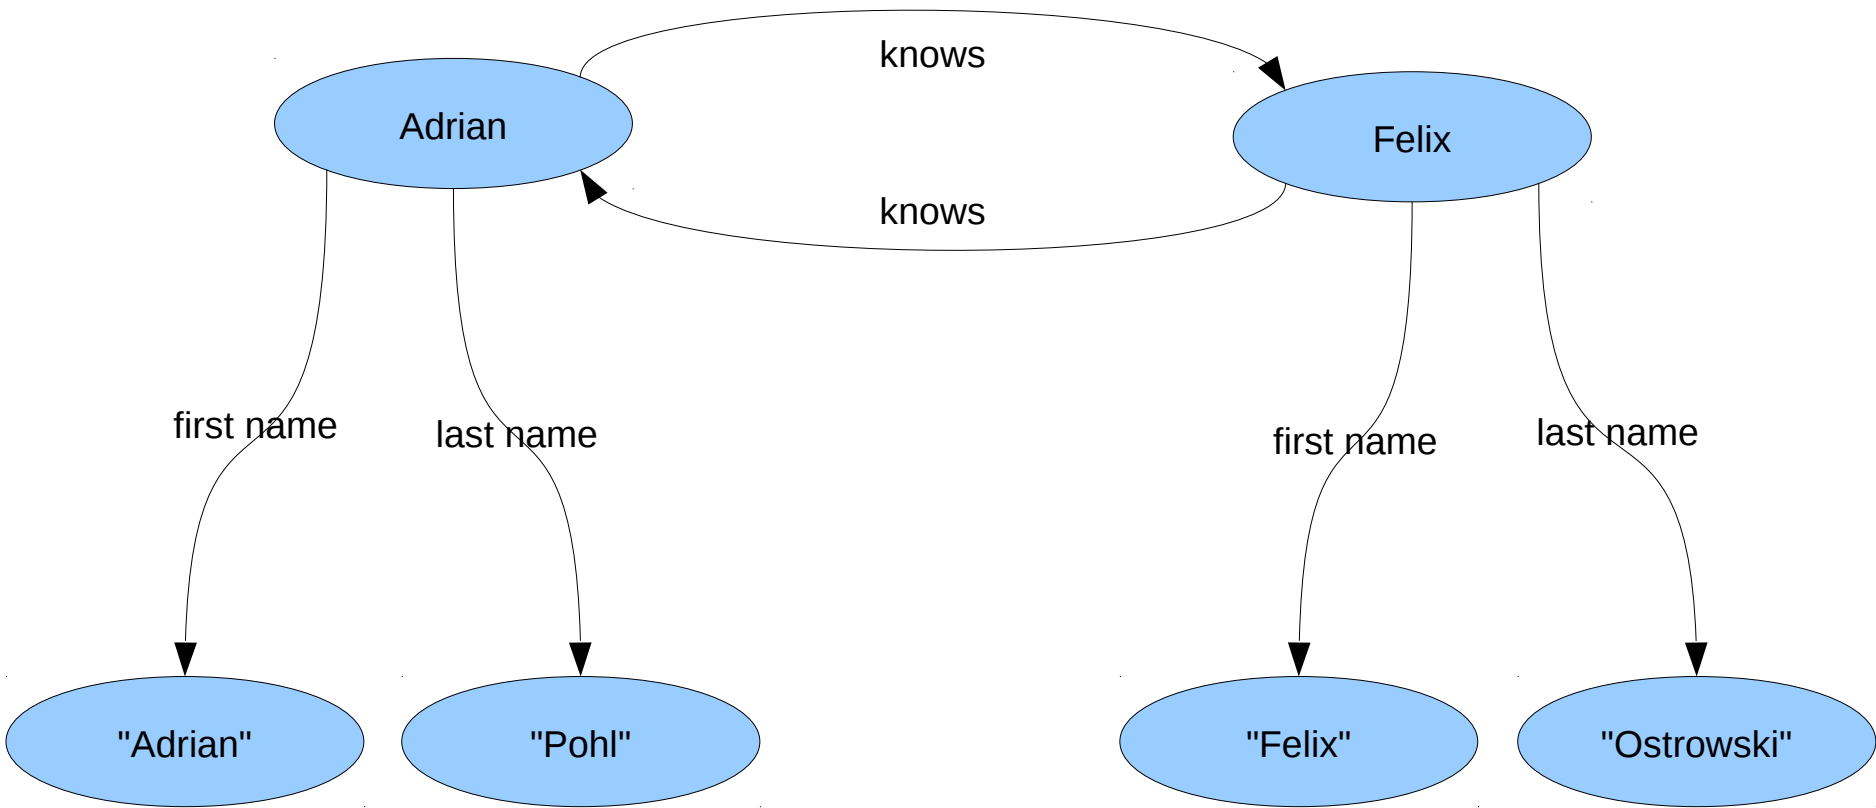 knows
Adrian
Felix
knows
first name
last name
first name
last name
"Adrian"
"Pohl"
"Felix"
"Ostrowski"